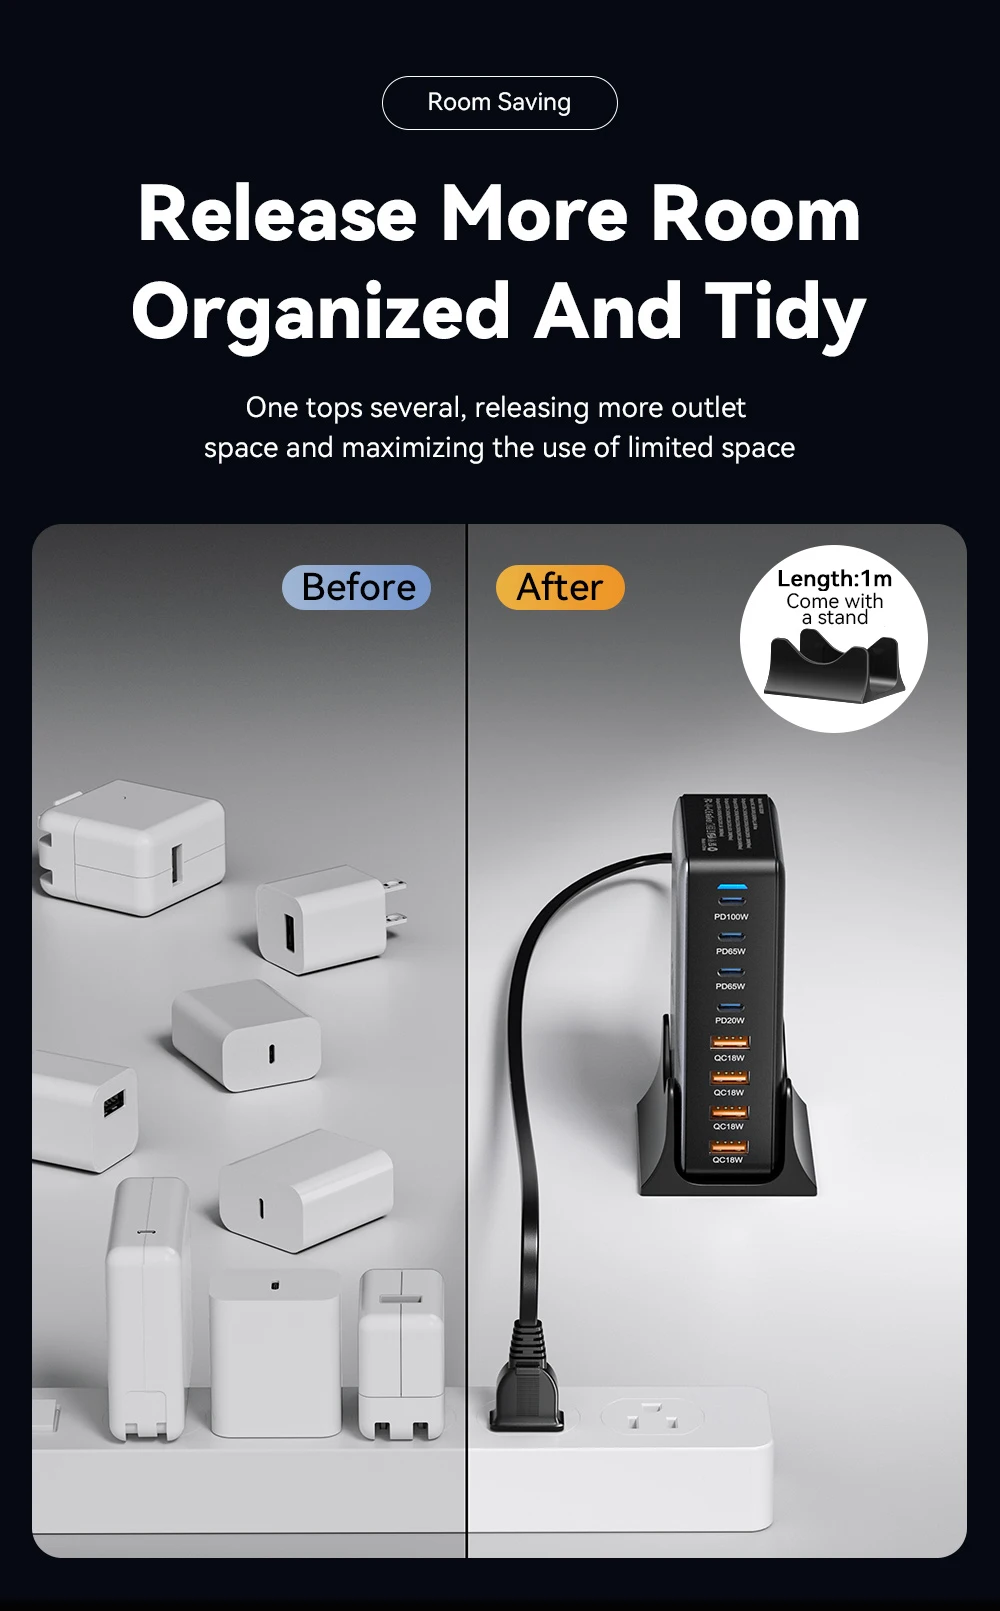 Room Saving
Release More Room
Organized And Tidy
One tops several, releasing more outlet
space and maximizing the use of limited space
Before
After
Length:1m
Come with
a stand
PD100W
PD65W
PD65W
PD20W
QC18W
QC18W
QC18W
QC18W